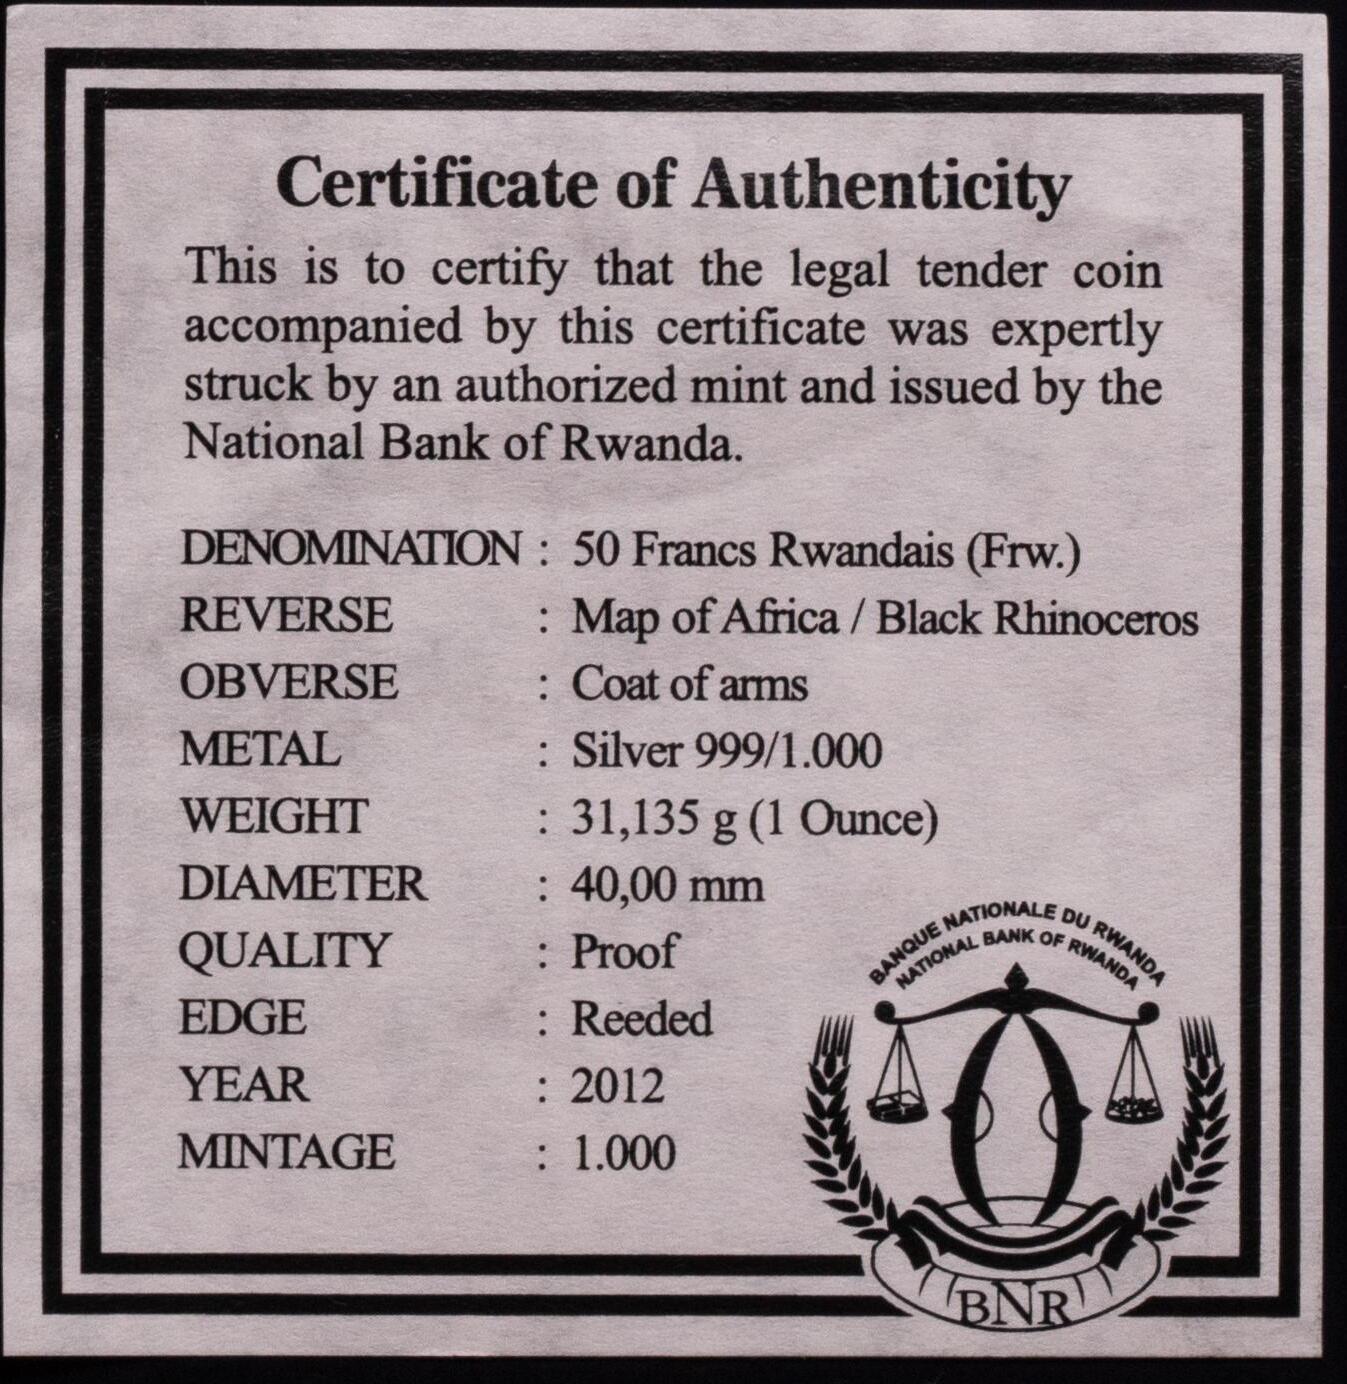 Certificate of Authenticity
This is to certify that the legal tender coin
accompanied by this certificate was expertly
struck by an authorized mint and issued by the
National Bank of Rwanda.
DENOMINATION : 50 Francs Rwandais (Frw.)
REVERSE : Map of Africa / Black Rhinoceros
OBVERSE : Coat of arms
METAL : Silver 999/1.000
WEIGHT : 31,135 g (1 Ounce)
DIAMETER : 40,00 mm
QUALITY : Proof
EDGE : Reeded
YEAR : 2012
MINTAGE : 1.000
BANQUE NATIONALE DU RWANDA
NATIONAL BANK OF RWANDA
BNR